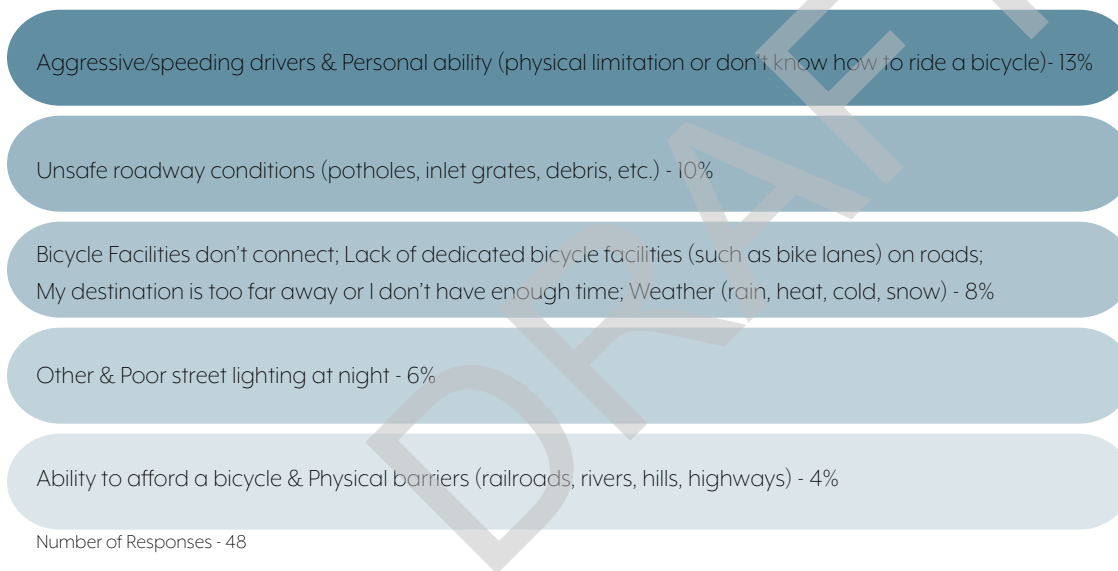 Aggressive/speeding drivers & Personal ability (physical limitation or don't know how to ride a bicycle)- 13%
Unsafe roadway conditions (potholes, inlet grates, debris, etc.) - 10%
Bicycle Facilities don't connect; Lack of dedicated bicycle facilities (such as bike lanes) on roads;
My destination is too far away or I don't have enough time; Weather (rain, heat, cold, snow) - 8%
Other & Poor street lighting at night - 6%
Ability to afford a bicycle & Physical barriers (railroads, rivers, hills, highways) - 4%
Number of Responses - 48
DRAFT